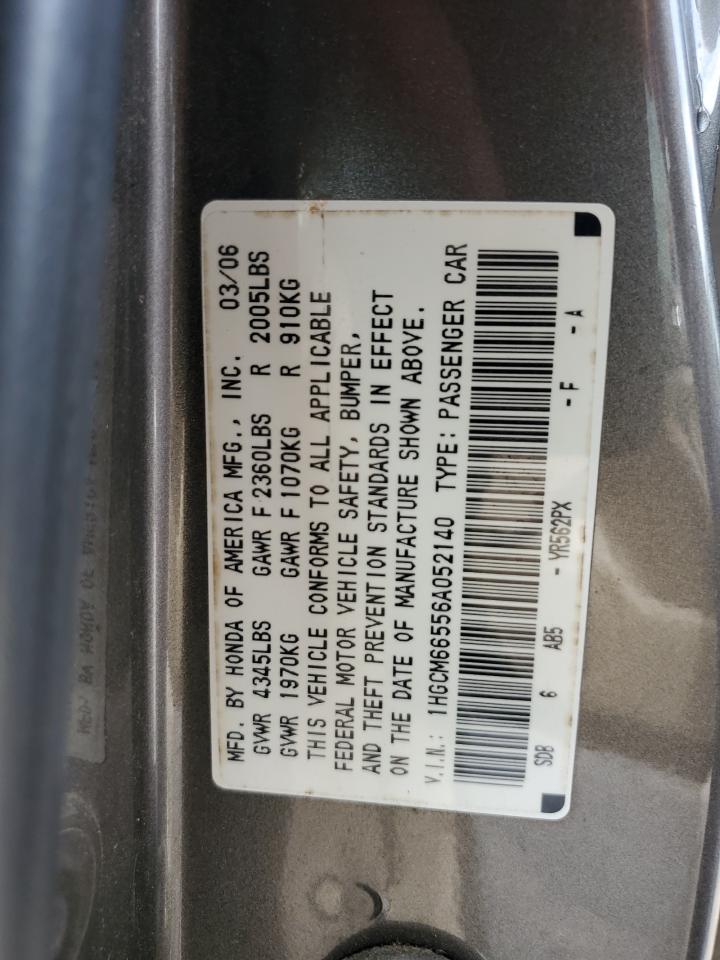 MFD. BY HONDA OF AMERICA MFG., INC. 03/06
GVWR 4345LBS GAWR F 2360LBS R 2005LBS
GVWR 1970KG GAWR F 1070KG R 910KG
THIS VEHICLE CONFORMS TO ALL APPLICABLE
FEDERAL MOTOR VEHICLE SAFETY, BUMPER,
AND THEFT PREVENTION STANDARDS IN EFFECT
ON THE DATE OF MANUFACTURE SHOWN ABOVE.
V.I.N.: 1HGCM66556A052140 TYPE: PASSENGER CAR
SDB 6 AB5 - YR562PX - F - A